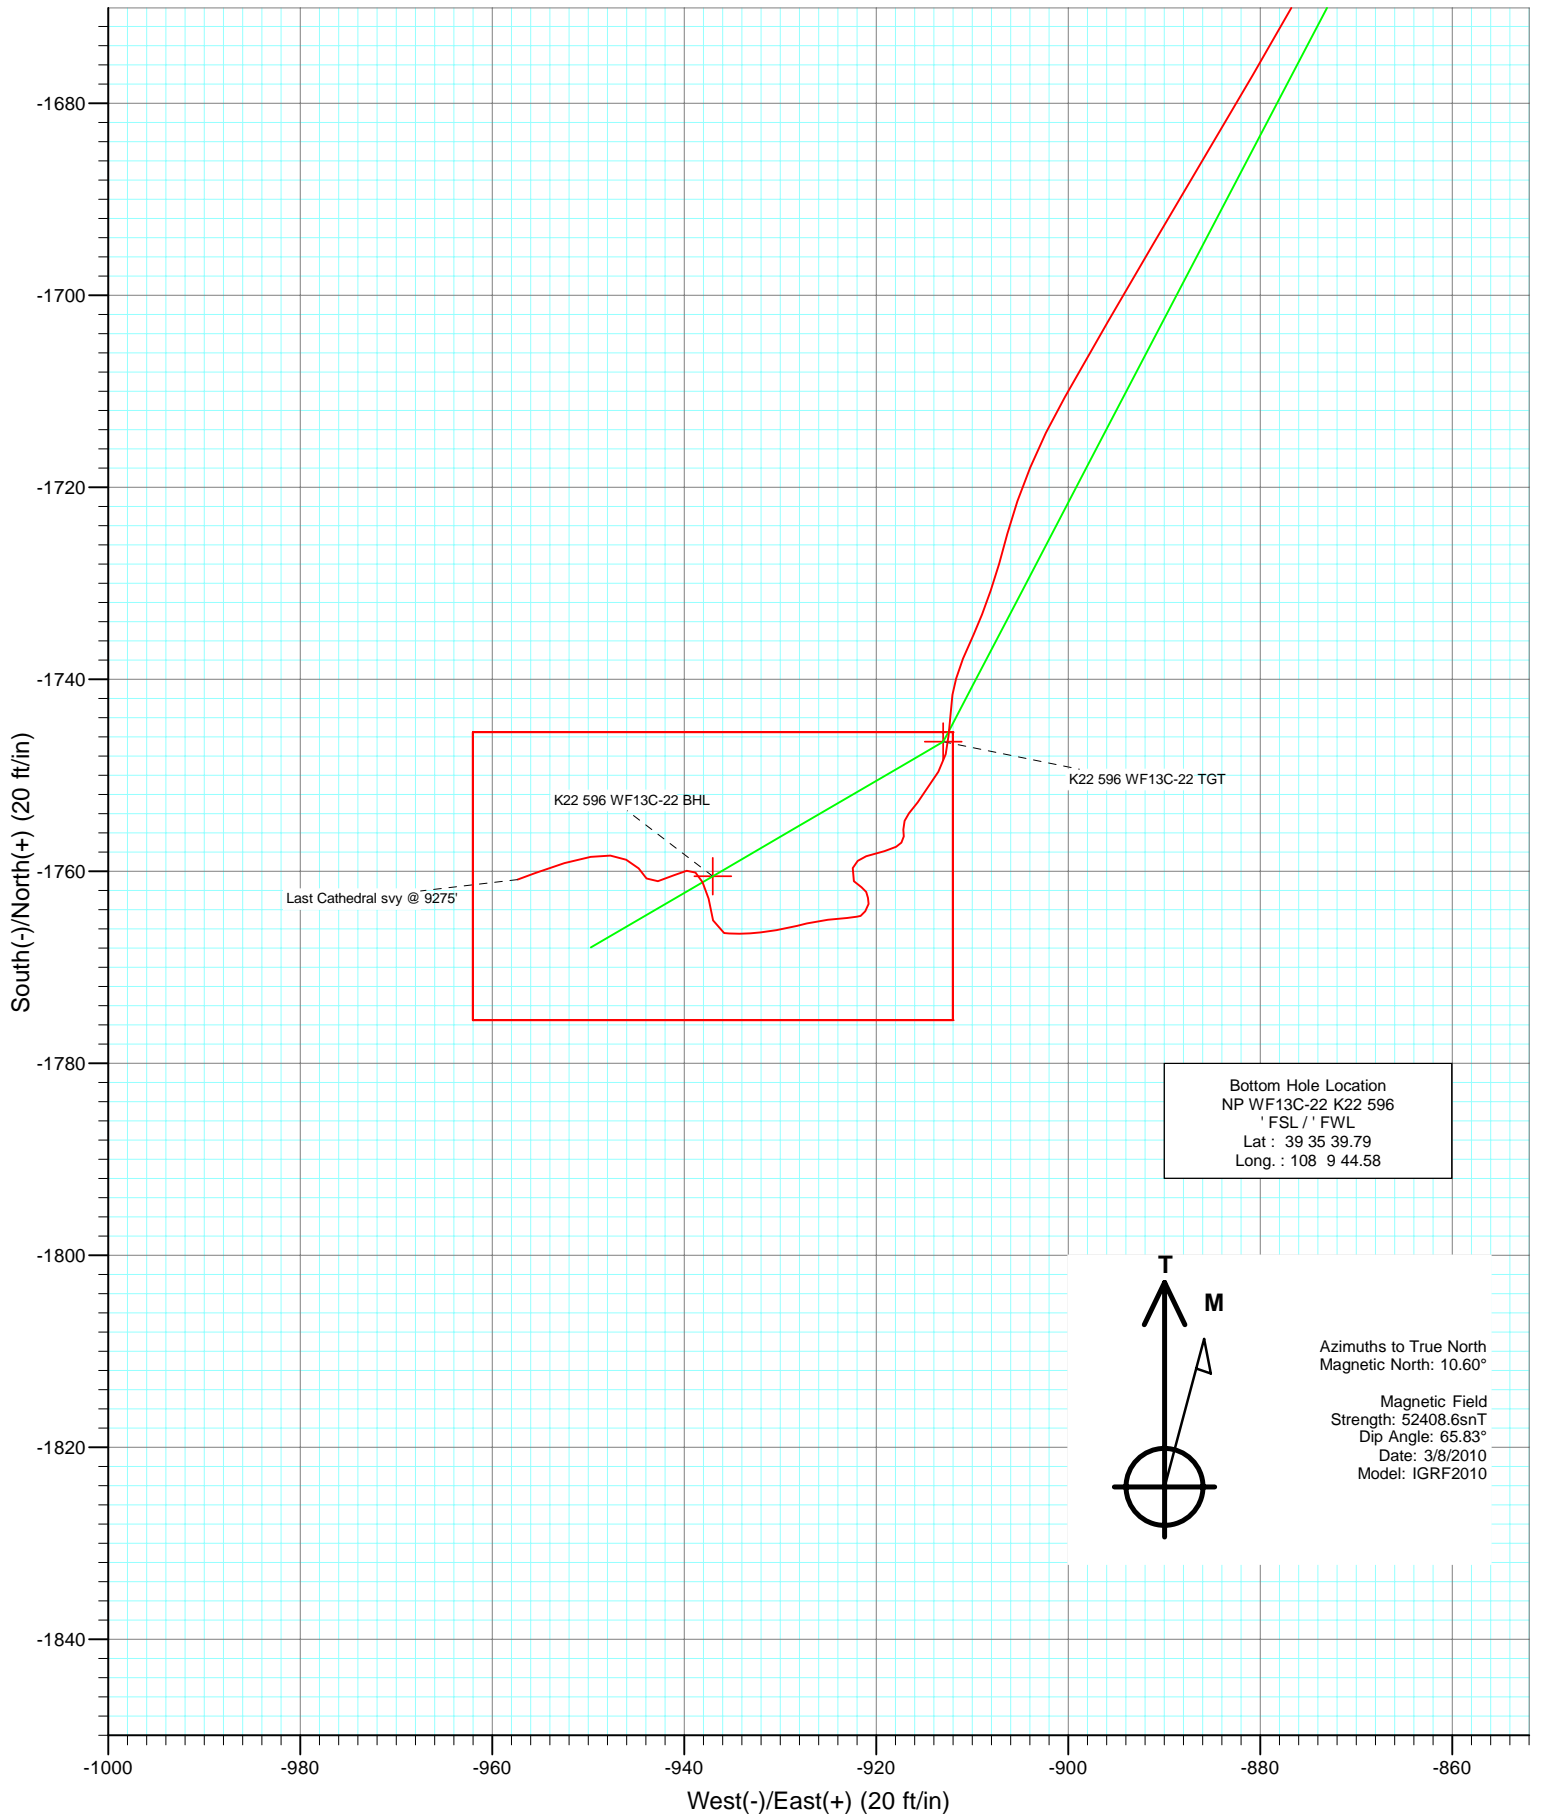 -1680
-1700
-1720
-1740
-1760
-1780
-1800
-1820
-1840
South(-)/North(+) (20 ft/in)
K22 596 WF13C-22 TGT
K22 596 WF13C-22 BHL
Last Cathedral svy @ 9275'
Bottom Hole Location
NP WF13C-22 K22 596
' FSL / ' FWL
Lat : 39 35 39.79
Long. : 108 9 44.58
T
M
Azimuths to True North
Magnetic North: 10.60°
Magnetic Field
Strength: 52408.6snT
Dip Angle: 65.83°
Date: 3/8/2010
Model: IGRF2010
-1000 -980 -960 -940 -920 -900 -880 -860
West(-)/East(+) (20 ft/in)